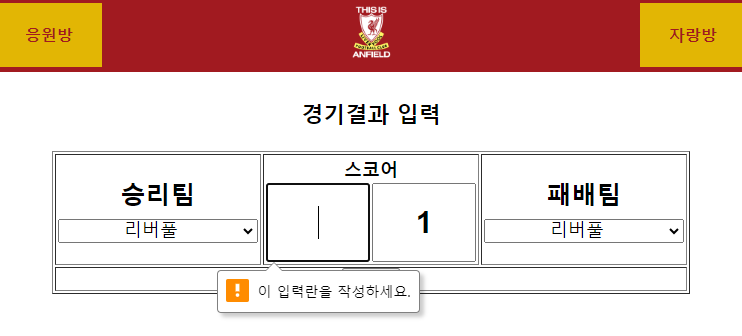 응원방
THIS IS
ANFIELD
자랑방
경기결과 입력
승리팀
스코어
패배팀
리버풀
1
리버풀
이 입력란을 작성하세요.